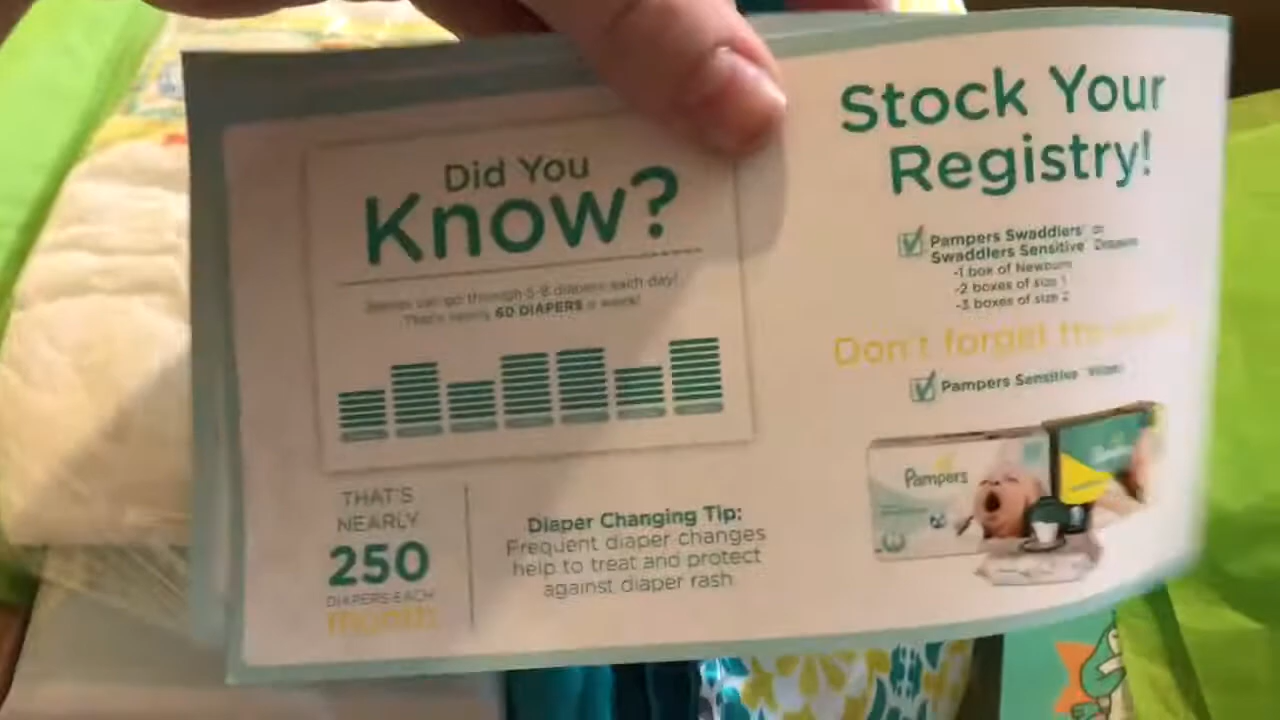 Did You
Know?
can go through 5-8 diapers each day!
That's nearly 60 DIAPERS a week!
THAT'S
NEARLY
250
DIAPERS EACH
month
Diaper Changing Tip:
Frequent diaper changes
help to treat and protect
against diaper rash
Stock Your
Registry!
Pampers Swaddlers or
Swaddlers Sensitive
-1 box of Newborn
-2 boxes of size 1
-3 boxes of size 2
Don't forget the
Pampers Sensitive Wipes
Pampers